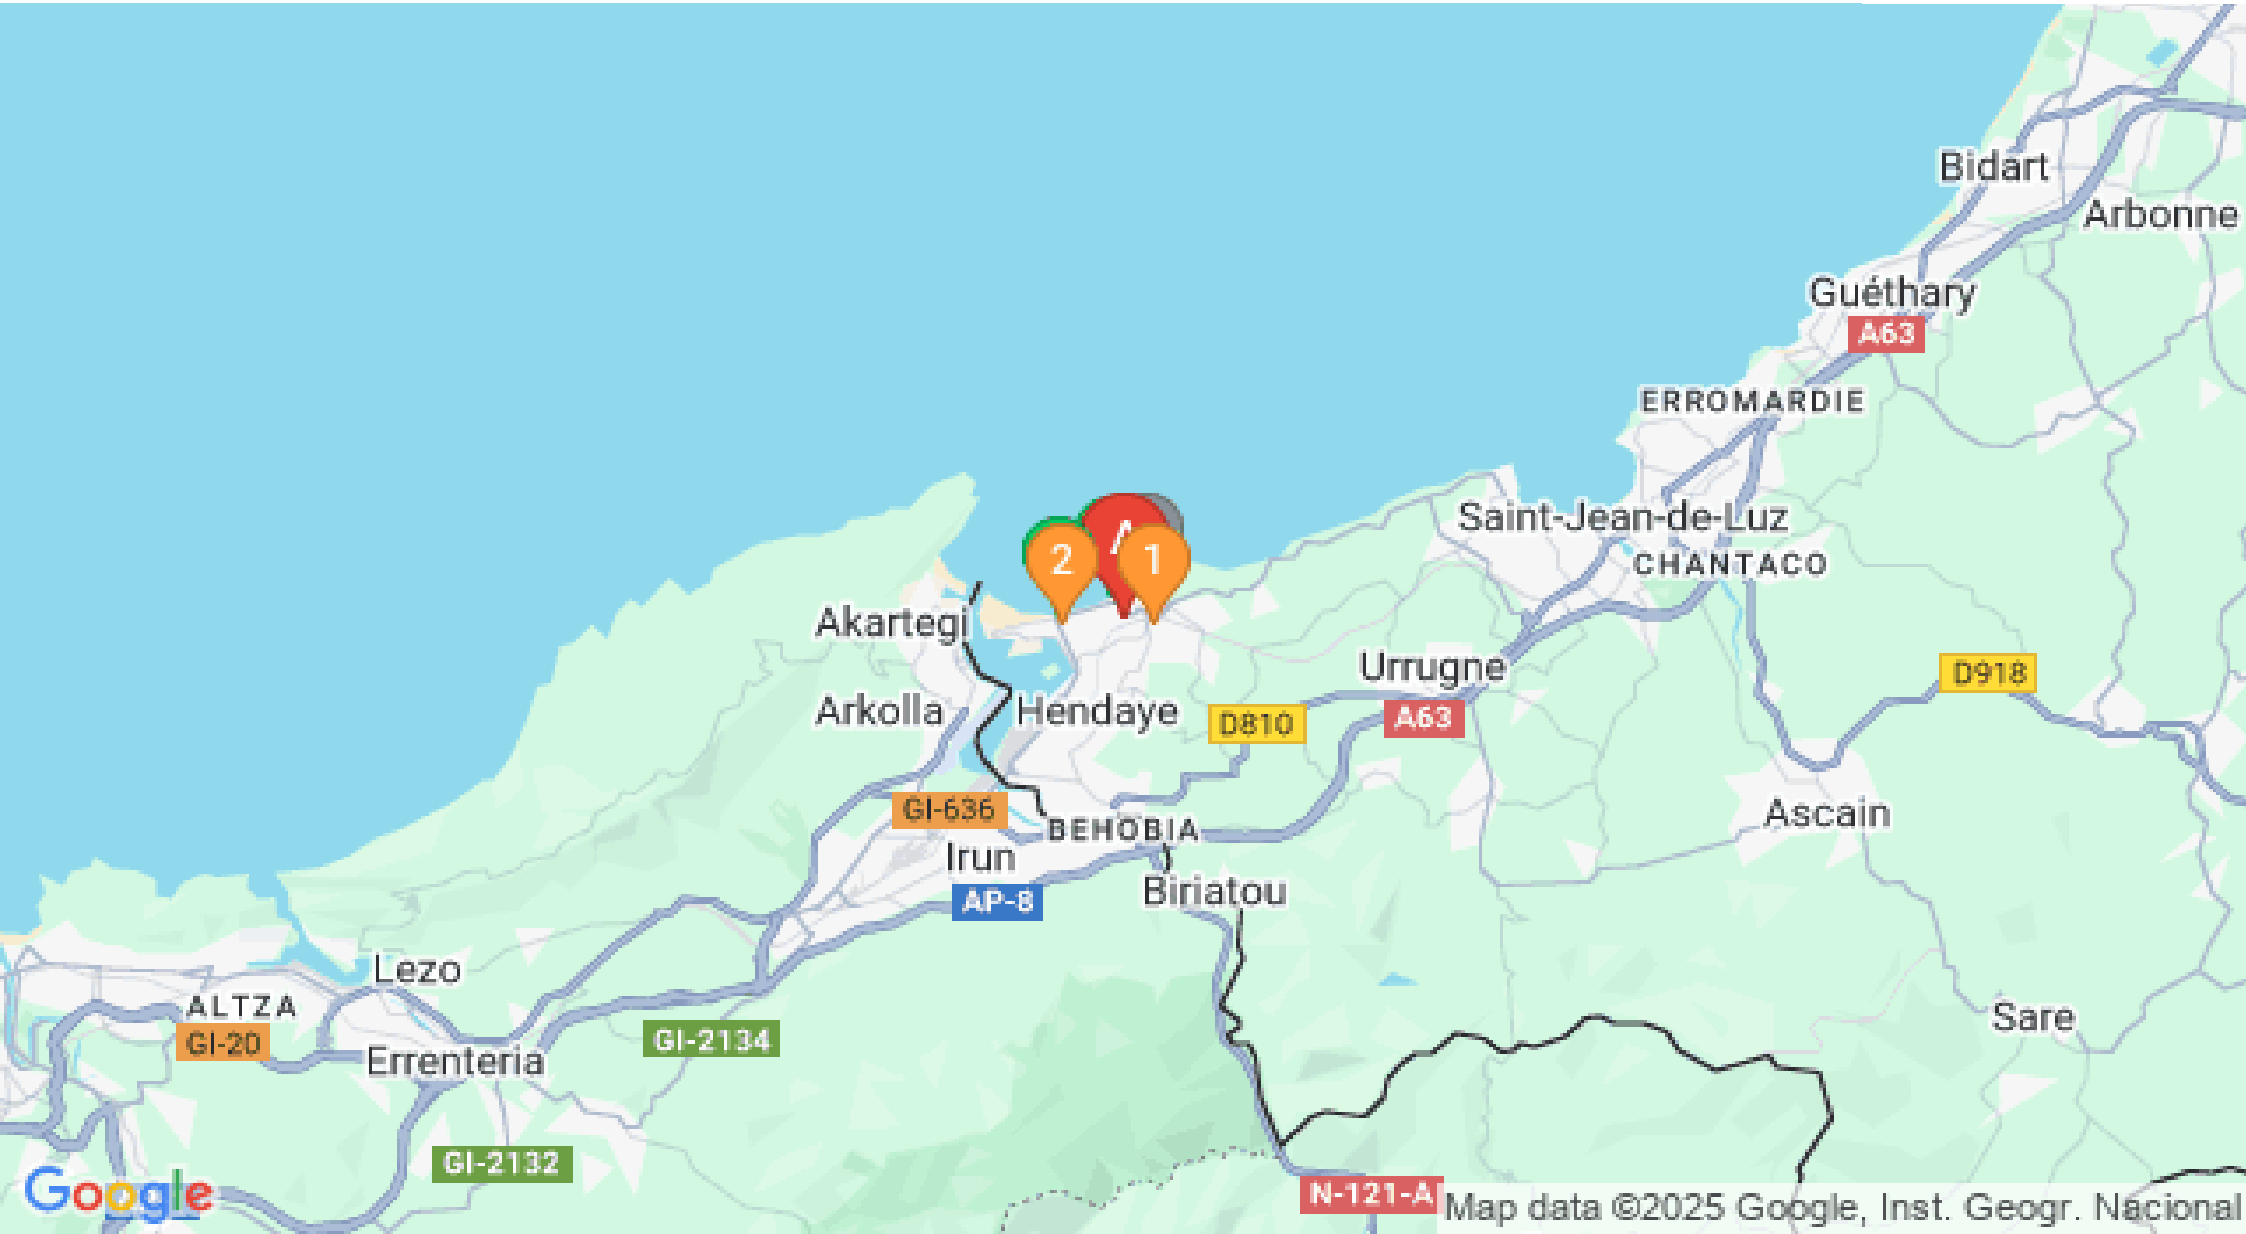 Bidart
Arbonne
Guéthary
A63
ERROMARDIE
Saint-Jean-de-Luz
CHANTACO
A
2
1
Akartegi
Urrugne
D918
Arkolla
Hendaye
D810
A63
GI-636
BEHOBIA
Ascain
Irun
AP-8
Biriatou
Lezo
ALTZA
GI-20
Sare
GI-2134
Errenteria
GI-2132
Google
N-121-A
Map data ©2025 Google, Inst. Geogr. Nacional